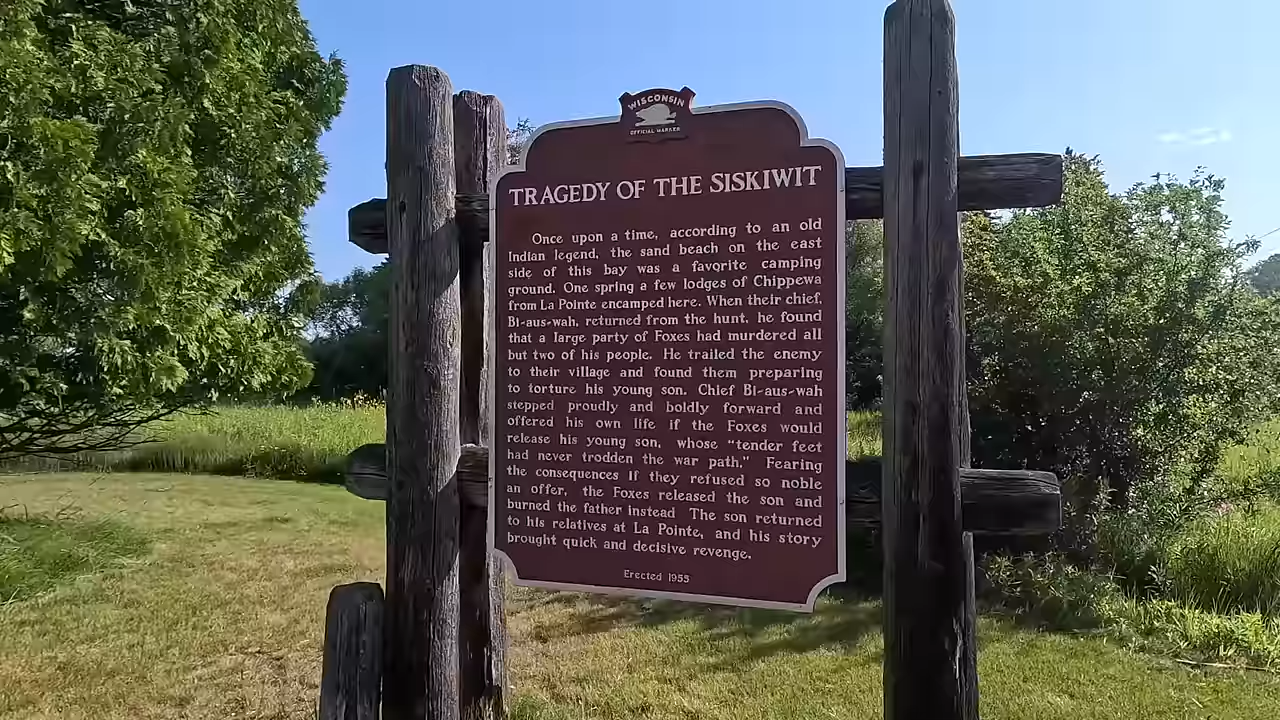 WISCONSIN
OFFICIAL MARKER
TRAGEDY OF THE SISKIWIT
Once upon a time, according to an old
Indian legend, the sand beach on the east
side of this bay was a favorite camping
ground. One spring a few lodges of Chippewa
from La Pointe encamped here. When their chief,
Bi-aus-wah, returned from the hunt, he found
that a large party of Foxes had murdered all
but two of his people. He trailed the enemy
to their village and found them preparing
to torture his young son. Chief Bi-aus-wah
stepped proudly and boldly forward and
offered his own life if the Foxes would
release his young son, whose "tender feet
had never trodden the war path." Fearing
the consequences if they refused so noble
an offer, the Foxes released the son and
burned the father instead. The son returned
to his relatives at La Pointe, and his story
brought quick and decisive revenge.
Erected 1955